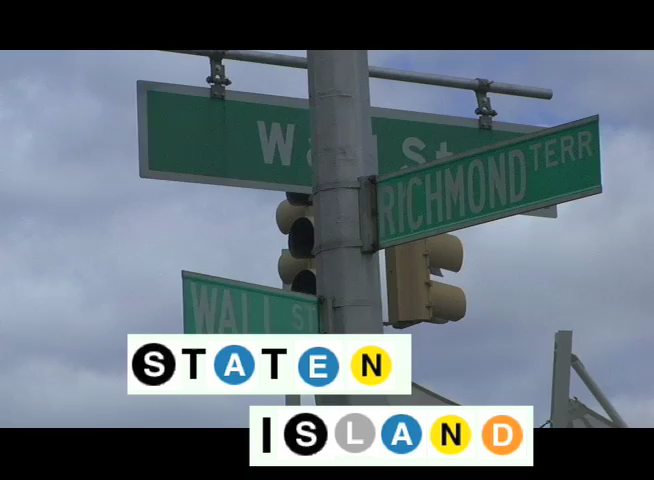 Wall St
RICHMOND TERR
WALL ST
STATEN
ISLAND